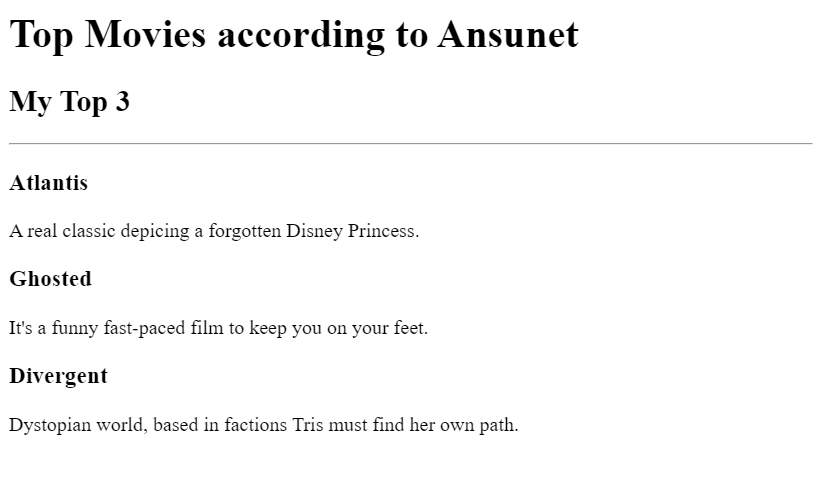 Top Movies according to Ansunet
My Top 3
Atlantis
A real classic depicing a forgotten Disney Princess.
Ghosted
It's a funny fast-paced film to keep you on your feet.
Divergent
Dystopian world, based in factions Tris must find her own path.